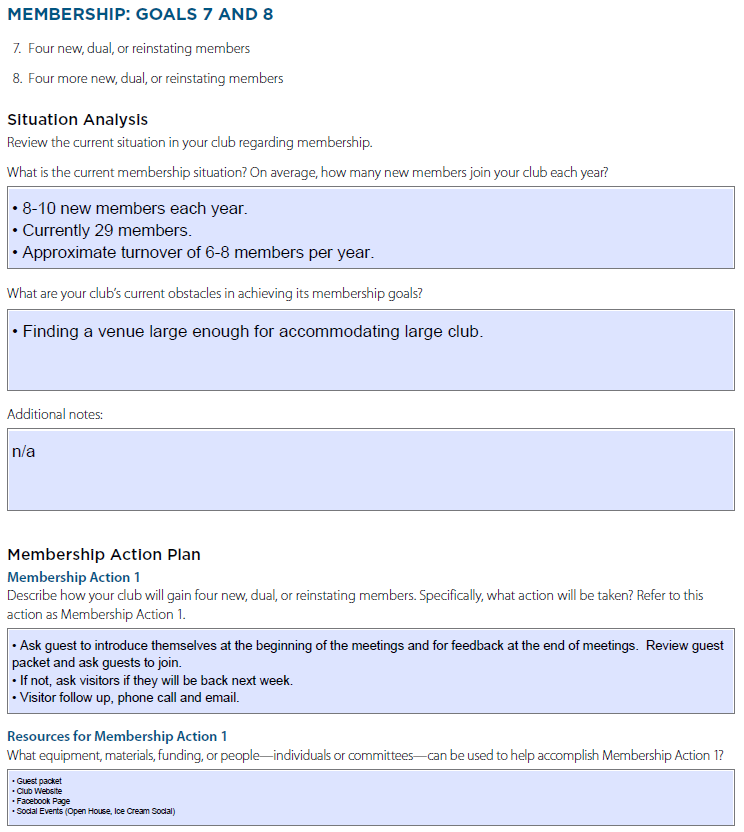 MEMBERSHIP: GOALS 7 AND 8
7. Four new, dual, or reinstating members
8. Four more new, dual, or reinstating members
Situation Analysis
Review the current situation in your club regarding membership.
What is the current membership situation? On average, how many new members join your club each year?
• 8-10 new members each year.
• Currently 29 members.
• Approximate turnover of 6-8 members per year.
What are your club's current obstacles in achieving its membership goals?
• Finding a venue large enough for accommodating large club.
Additional notes:
n/a
Membership Action Plan
Membership Action 1
Describe how your club will gain four new, dual, or reinstating members. Specifically, what action will be taken? Refer to this
action as Membership Action 1.
• Ask guest to introduce themselves at the beginning of the meetings and for feedback at the end of meetings.  Review guest
packet and ask guests to join.
• If not, ask visitors if they will be back next week.
• Visitor follow up, phone call and email.
Resources for Membership Action 1
What equipment, materials, funding, or people—individuals or committees—can be used to help accomplish Membership Action 1?
• Guest packet
• Club Website
• Facebook Page
• Social Events (Open House, Ice Cream Social)